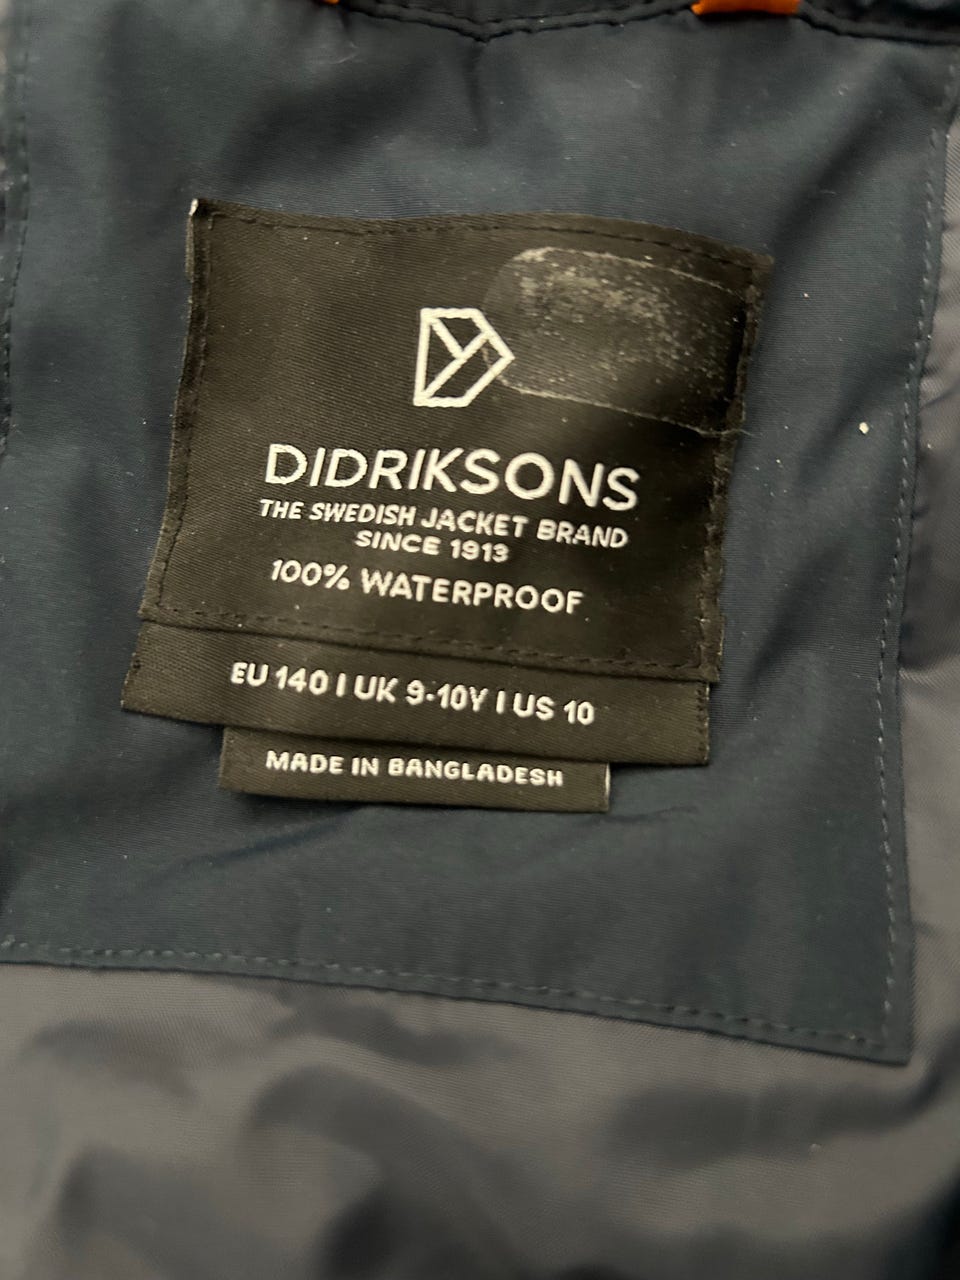 DIDRIKSONS
THE SWEDISH JACKET BRAND
SINCE 1913
100% WATERPROOF
EU 140 | UK 9-10Y | US 10
MADE IN BANGLADESH